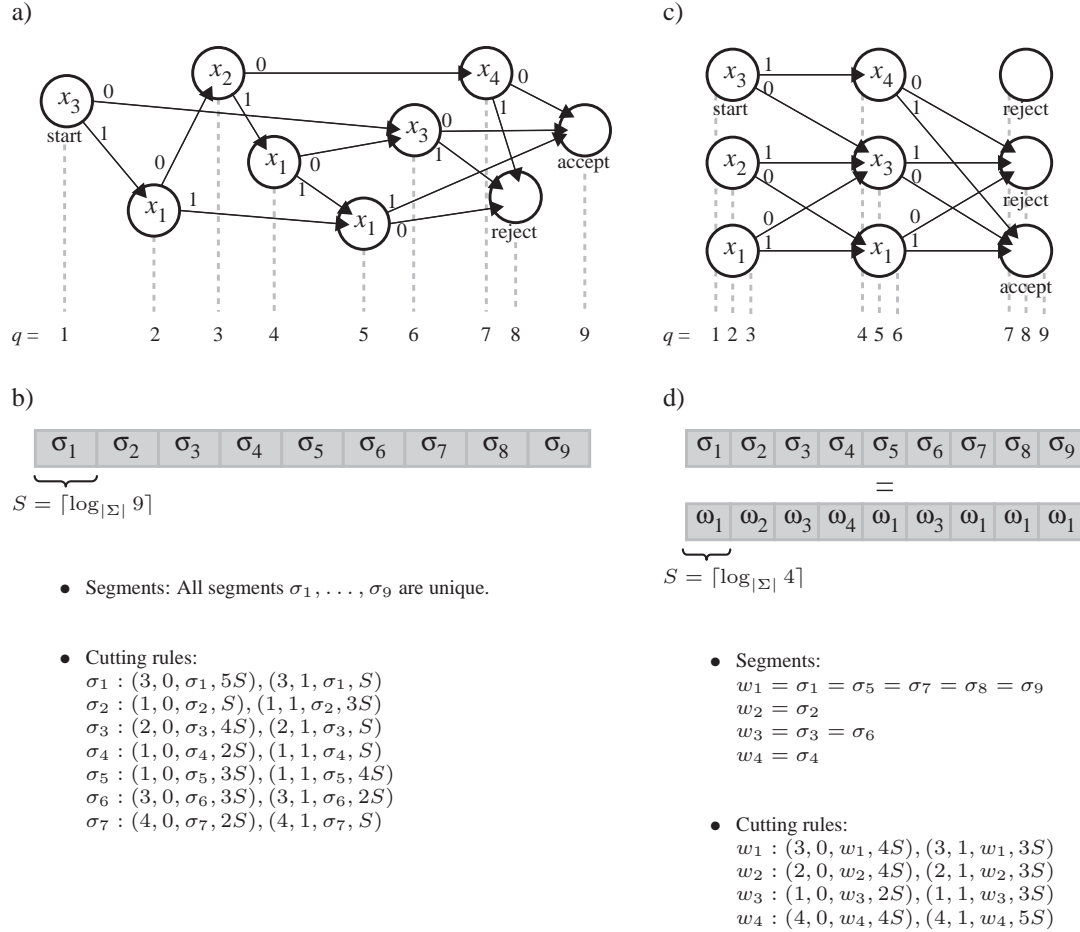 a)
x₃
start
0
1
x₁
0
1
x₂
0
1
x₁
0
1
x₁
1
0
x₃
0
1
x₄
0
1
reject
accept
q = 1 2 3 4 5 6 7 8 9
b)
σ₁ σ₂ σ₃ σ₄ σ₅ σ₆ σ₇ σ₈ σ₉
S = ⌈log_|Σ| 9⌉
• Segments: All segments σ₁, . . . , σ₉ are unique.
• Cutting rules:
σ₁ : (3, 0, σ₁, 5S), (3, 1, σ₁, S)
σ₂ : (1, 0, σ₂, S), (1, 1, σ₂, 3S)
σ₃ : (2, 0, σ₃, 4S), (2, 1, σ₃, S)
σ₄ : (1, 0, σ₄, 2S), (1, 1, σ₄, S)
σ₅ : (1, 0, σ₅, 3S), (1, 1, σ₅, 4S)
σ₆ : (3, 0, σ₆, 3S), (3, 1, σ₆, 2S)
σ₇ : (4, 0, σ₇, 2S), (4, 1, σ₇, S)
c)
x₃
start
1
0
x₄
0
1
reject
x₂
1
0
x₃
1
0
reject
x₁
0
1
x₁
0
1
accept
q = 1 2 3 4 5 6 7 8 9
d)
σ₁ σ₂ σ₃ σ₄ σ₅ σ₆ σ₇ σ₈ σ₉
=
ω₁ ω₂ ω₃ ω₄ ω₁ ω₃ ω₁ ω₁ ω₁
S = ⌈log_|Σ| 4⌉
• Segments:
w₁ = σ₁ = σ₅ = σ₇ = σ₈ = σ₉
w₂ = σ₂
w₃ = σ₃ = σ₆
w₄ = σ₄
• Cutting rules:
w₁ : (3, 0, w₁, 4S), (3, 1, w₁, 3S)
w₂ : (2, 0, w₂, 4S), (2, 1, w₂, 3S)
w₃ : (1, 0, w₃, 2S), (1, 1, w₃, 3S)
w₄ : (4, 0, w₄, 4S), (4, 1, w₄, 5S)